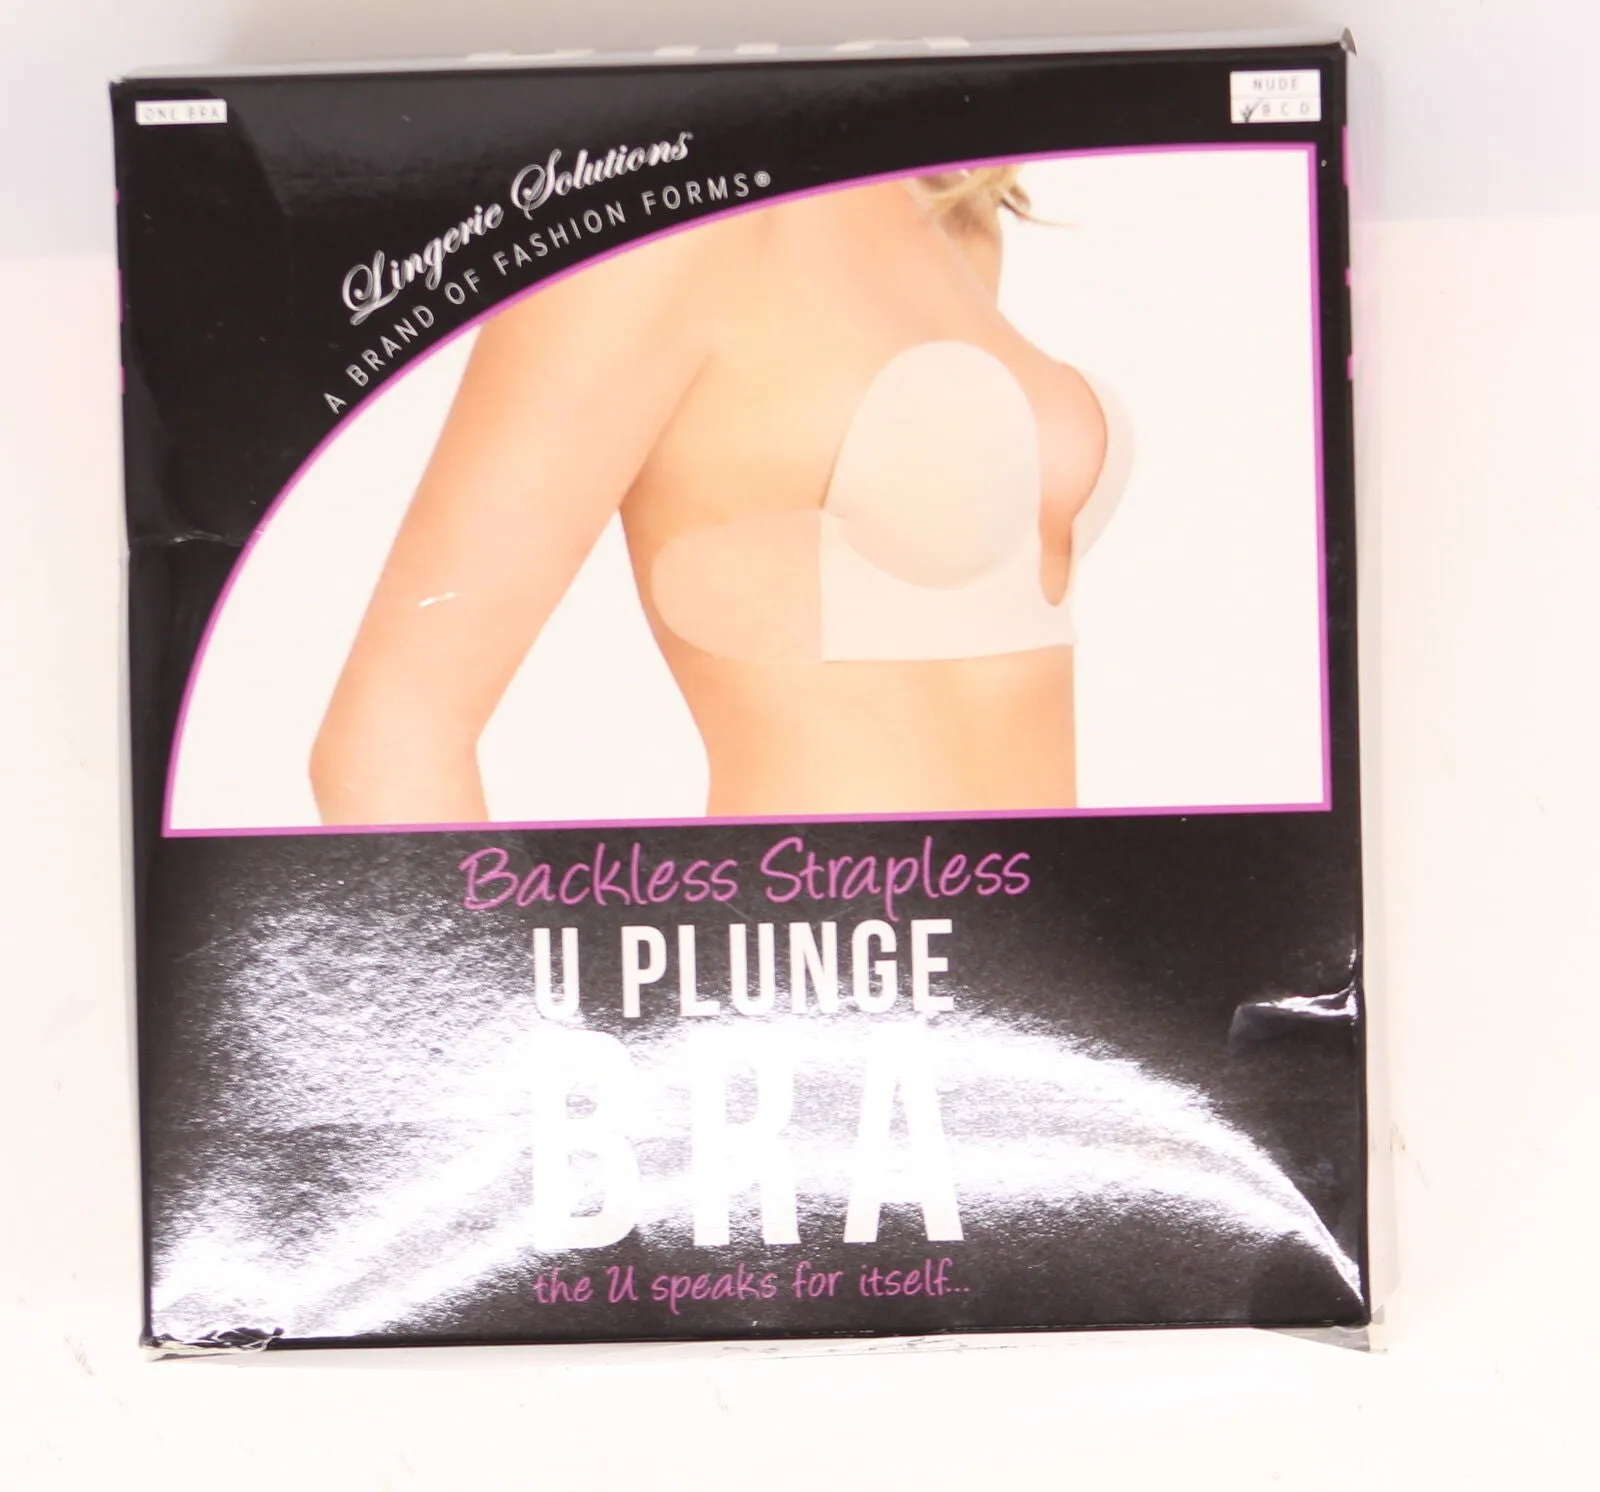 ONE BRA
NUDE
A B C D
Lingerie Solutions
A BRAND OF FASHION FORMS®
Backless Strapless
U PLUNGE
BRA
the U speaks for itself...